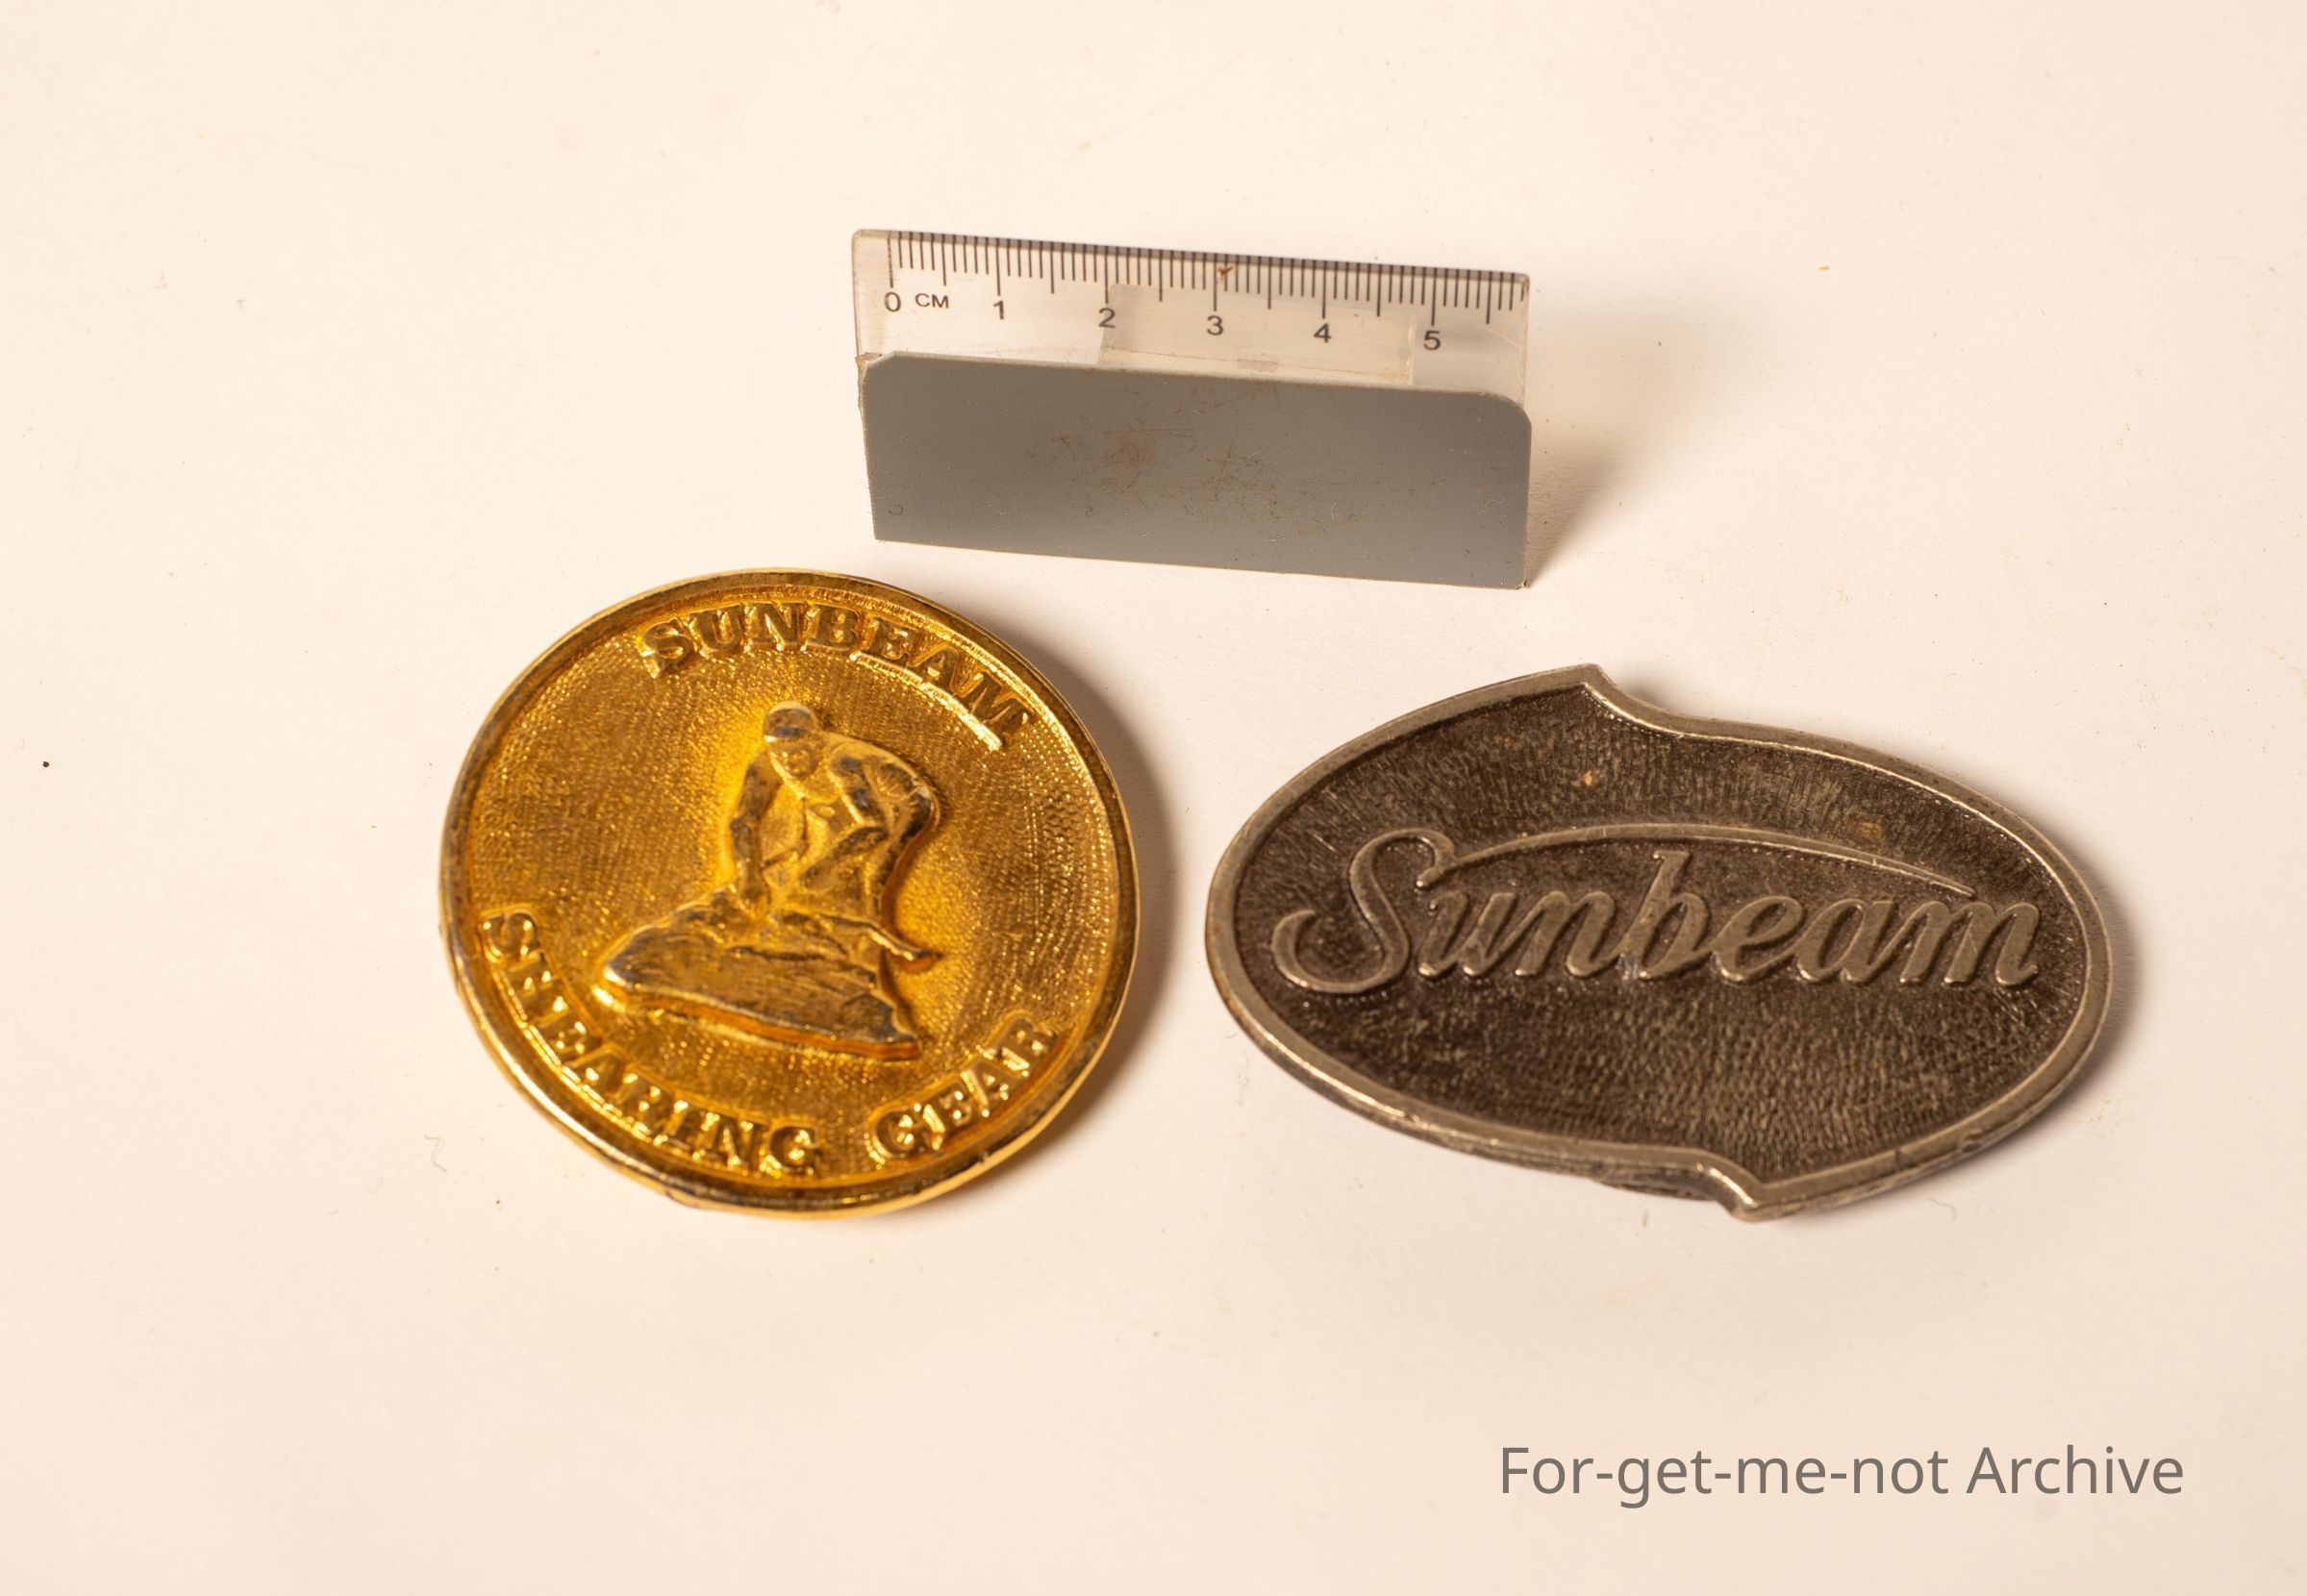 0 CM 1 2 3 4 5
SUNBEAM
SHEARING GEAR
Sunbeam
For-get-me-not Archive